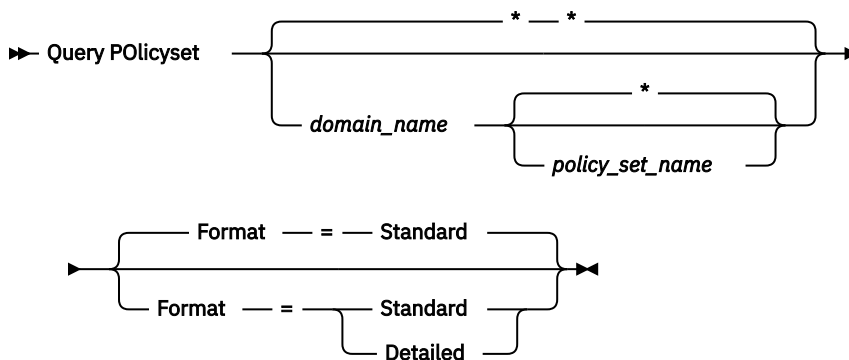 * *
Query POlicyset
*
domain_name
policy_set_name
Format = Standard
Format = Standard
Detailed